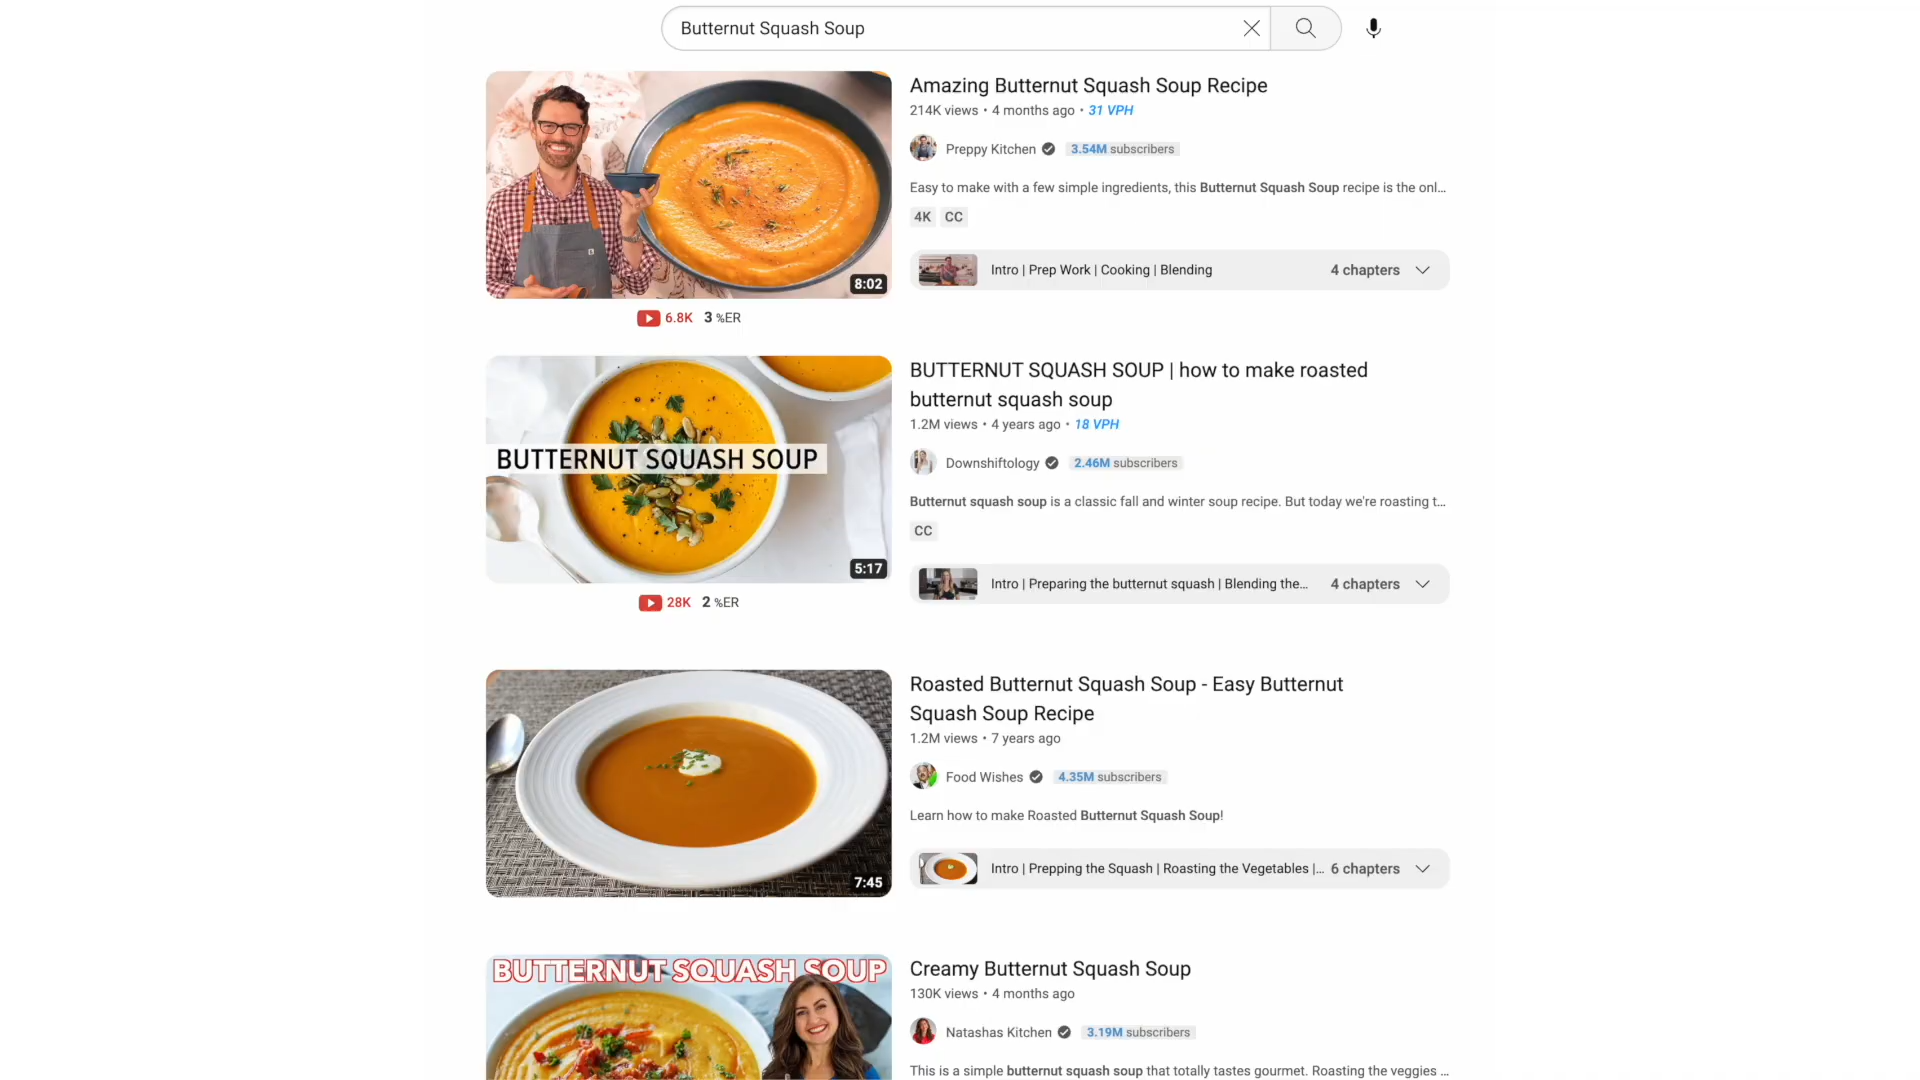 Butternut Squash Soup
Amazing Butternut Squash Soup Recipe
214K views • 4 months ago • 31 VPH
Preppy Kitchen 3.54M subscribers
Easy to make with a few simple ingredients, this Butternut Squash Soup recipe is the onl...
4K CC
Intro | Prep Work | Cooking | Blending 4 chapters
8:02
6.8K 3 %ER
BUTTERNUT SQUASH SOUP
5:17
28K 2 %ER
BUTTERNUT SQUASH SOUP | how to make roasted
butternut squash soup
1.2M views • 4 years ago • 18 VPH
Downshiftology 2.46M subscribers
Butternut squash soup is a classic fall and winter soup recipe. But today we're roasting t...
CC
Intro | Preparing the butternut squash | Blending the... 4 chapters
7:45
Roasted Butternut Squash Soup - Easy Butternut
Squash Soup Recipe
1.2M views • 7 years ago
Food Wishes 4.35M subscribers
Learn how to make Roasted Butternut Squash Soup!
Intro | Prepping the Squash | Roasting the Vegetables |... 6 chapters
BUTTERNUT SQUASH SOUP
Creamy Butternut Squash Soup
130K views • 4 months ago
Natashas Kitchen 3.19M subscribers
This is a simple butternut squash soup that totally tastes gourmet. Roasting the veggies ...